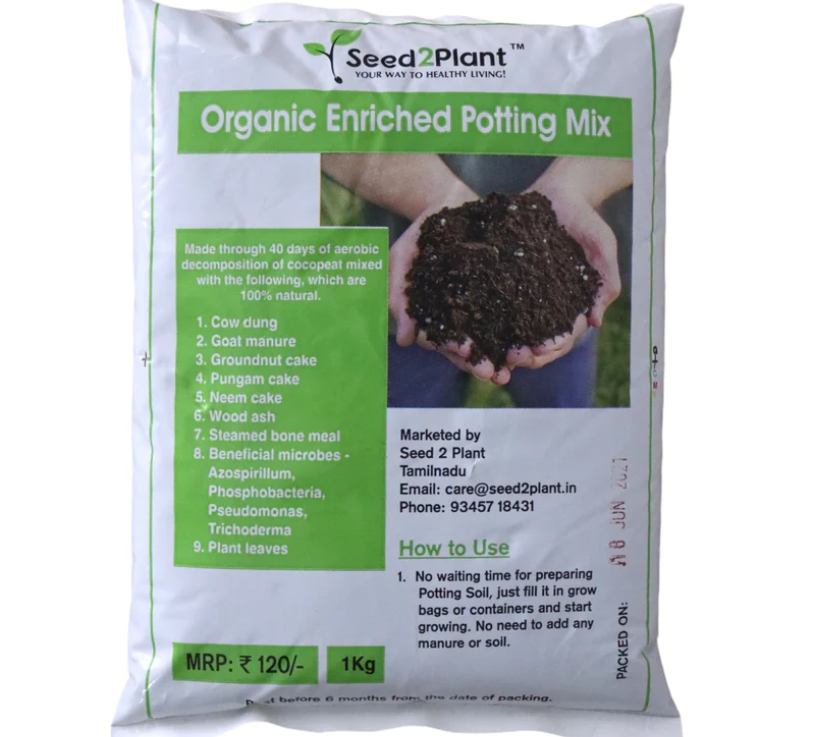 Seed2Plant™
YOUR WAY TO HEALTHY LIVING!
Organic Enriched Potting Mix
Made through 40 days of aerobic
decomposition of cocopeat mixed
with the following, which are
100% natural.
1. Cow dung
2. Goat manure
3. Groundnut cake
4. Pungam cake
5. Neem cake
6. Wood ash
7. Steamed bone meal
8. Beneficial microbes -
Azospirillum,
Phosphobacteria,
Pseudomonas,
Trichoderma
9. Plant leaves
Marketed by
Seed 2 Plant
Tamilnadu
Email: care@seed2plant.in
Phone: 93457 18431
How to Use
1. No waiting time for preparing
Potting Soil, just fill it in grow
bags or containers and start
growing. No need to add any
manure or soil.
PACKED ON: JUN 2021
MRP: ₹ 120/-
1Kg
before 6 months from the date of packing.